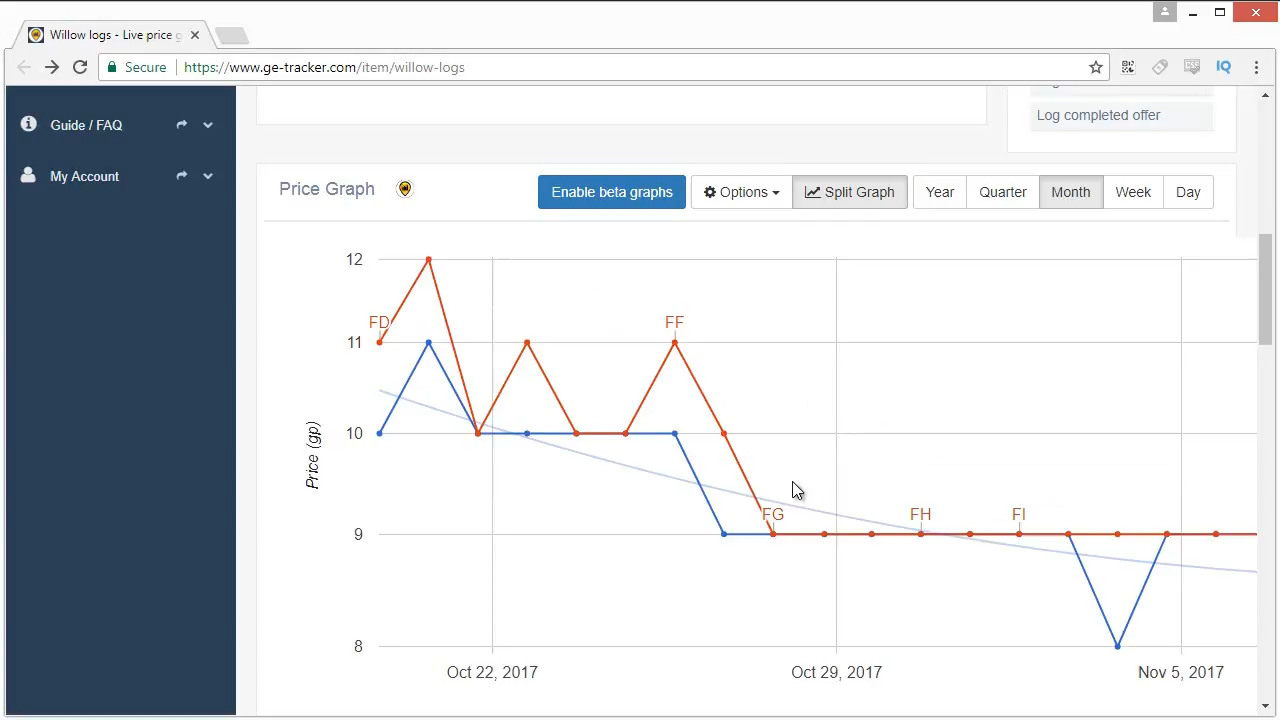 Willow logs - Live price g
Secure
https://www.ge-tracker.com/item/willow-logs
IQ
Guide / FAQ
My Account
Log completed offer
Price Graph
Enable beta graphs
Options
Split Graph
Year
Quarter
Month
Week
Day
12
11
10
9
8
Price (gp)
FD
FF
FG
FH
FI
Oct 22, 2017
Oct 29, 2017
Nov 5, 2017